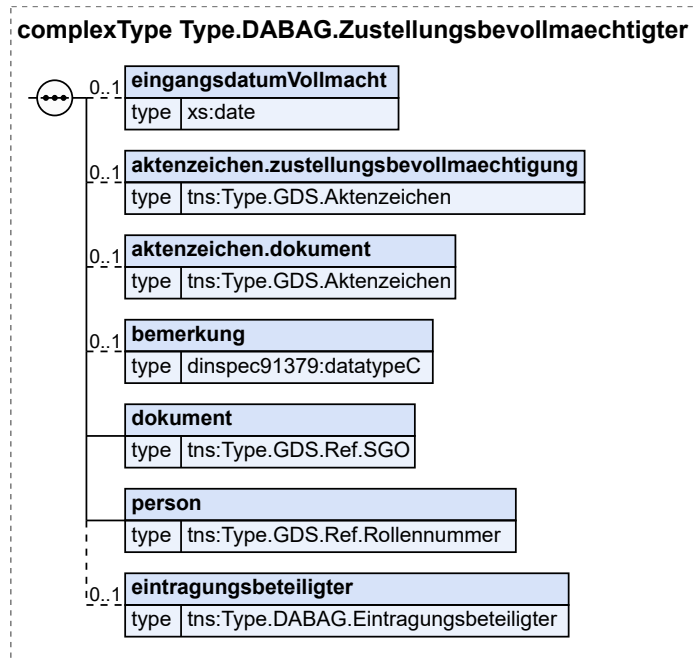 complexType Type.DABAG.Zustellungsbevollmaechtigter
0..1 eingangsdatumVollmacht
type xs:date
0..1 aktenzeichen.zustellungsbevollmaechtigung
type tns:Type.GDS.Aktenzeichen
0..1 aktenzeichen.dokument
type tns:Type.GDS.Aktenzeichen
0..1 bemerkung
type dinspec91379:datatypeC
dokument
type tns:Type.GDS.Ref.SGO
person
type tns:Type.GDS.Ref.Rollennummer
0..1 eintragungsbeteiligter
type tns:Type.DABAG.Eintragungsbeteiligter